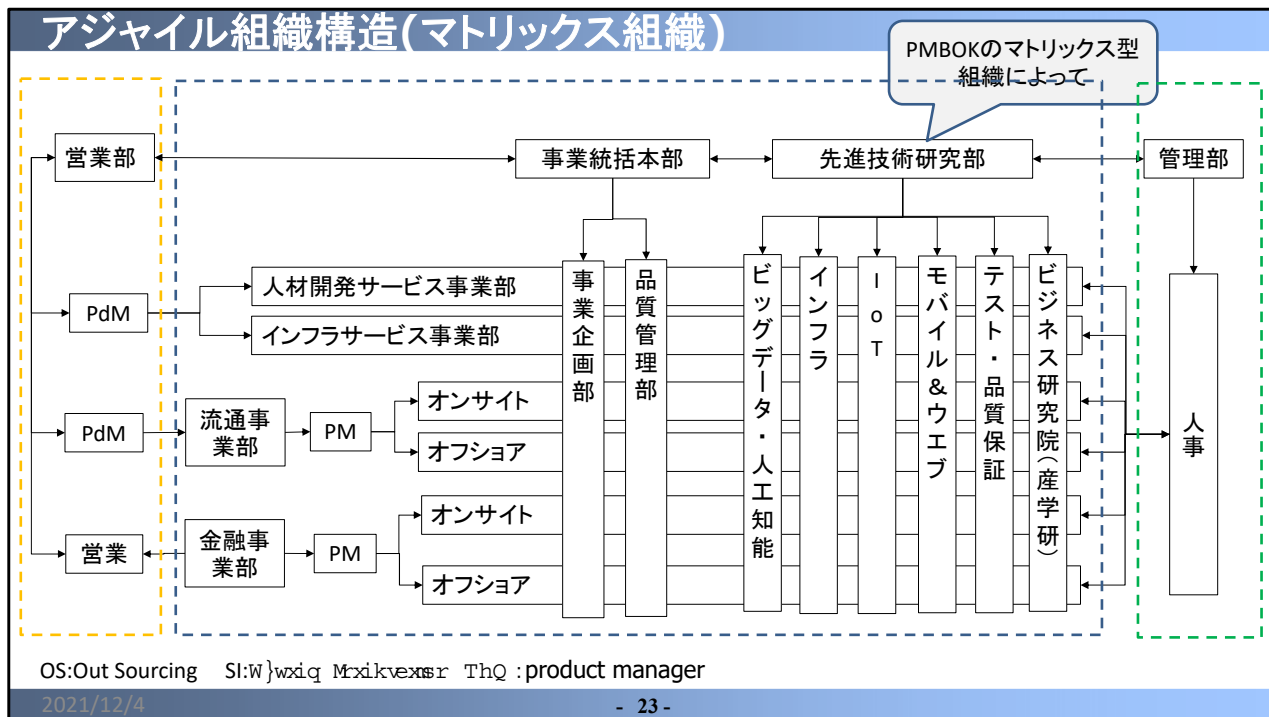 アジャイル組織構造(マトリックス組織)
PMBOKのマトリックス型
組織によって
営業部
事業統括本部
先進技術研究部
管理部
人材開発サービス事業部
PdM
インフラサービス事業部
オンサイト
PdM
流通事
業部
PM
オフショア
オンサイト
営業
金融事
業部
PM
オフショア
事業企画部
品質管理部
ビッグデータ・人工知能
インフラ
IoT
モバイル&ウエブ
テスト・品質保証
ビジネス研究院(産学研)
人事
OS:Out Sourcing SI:W}wxiq Mrxikvexmsr ThQ :product manager
2021/12/4
- 23 -